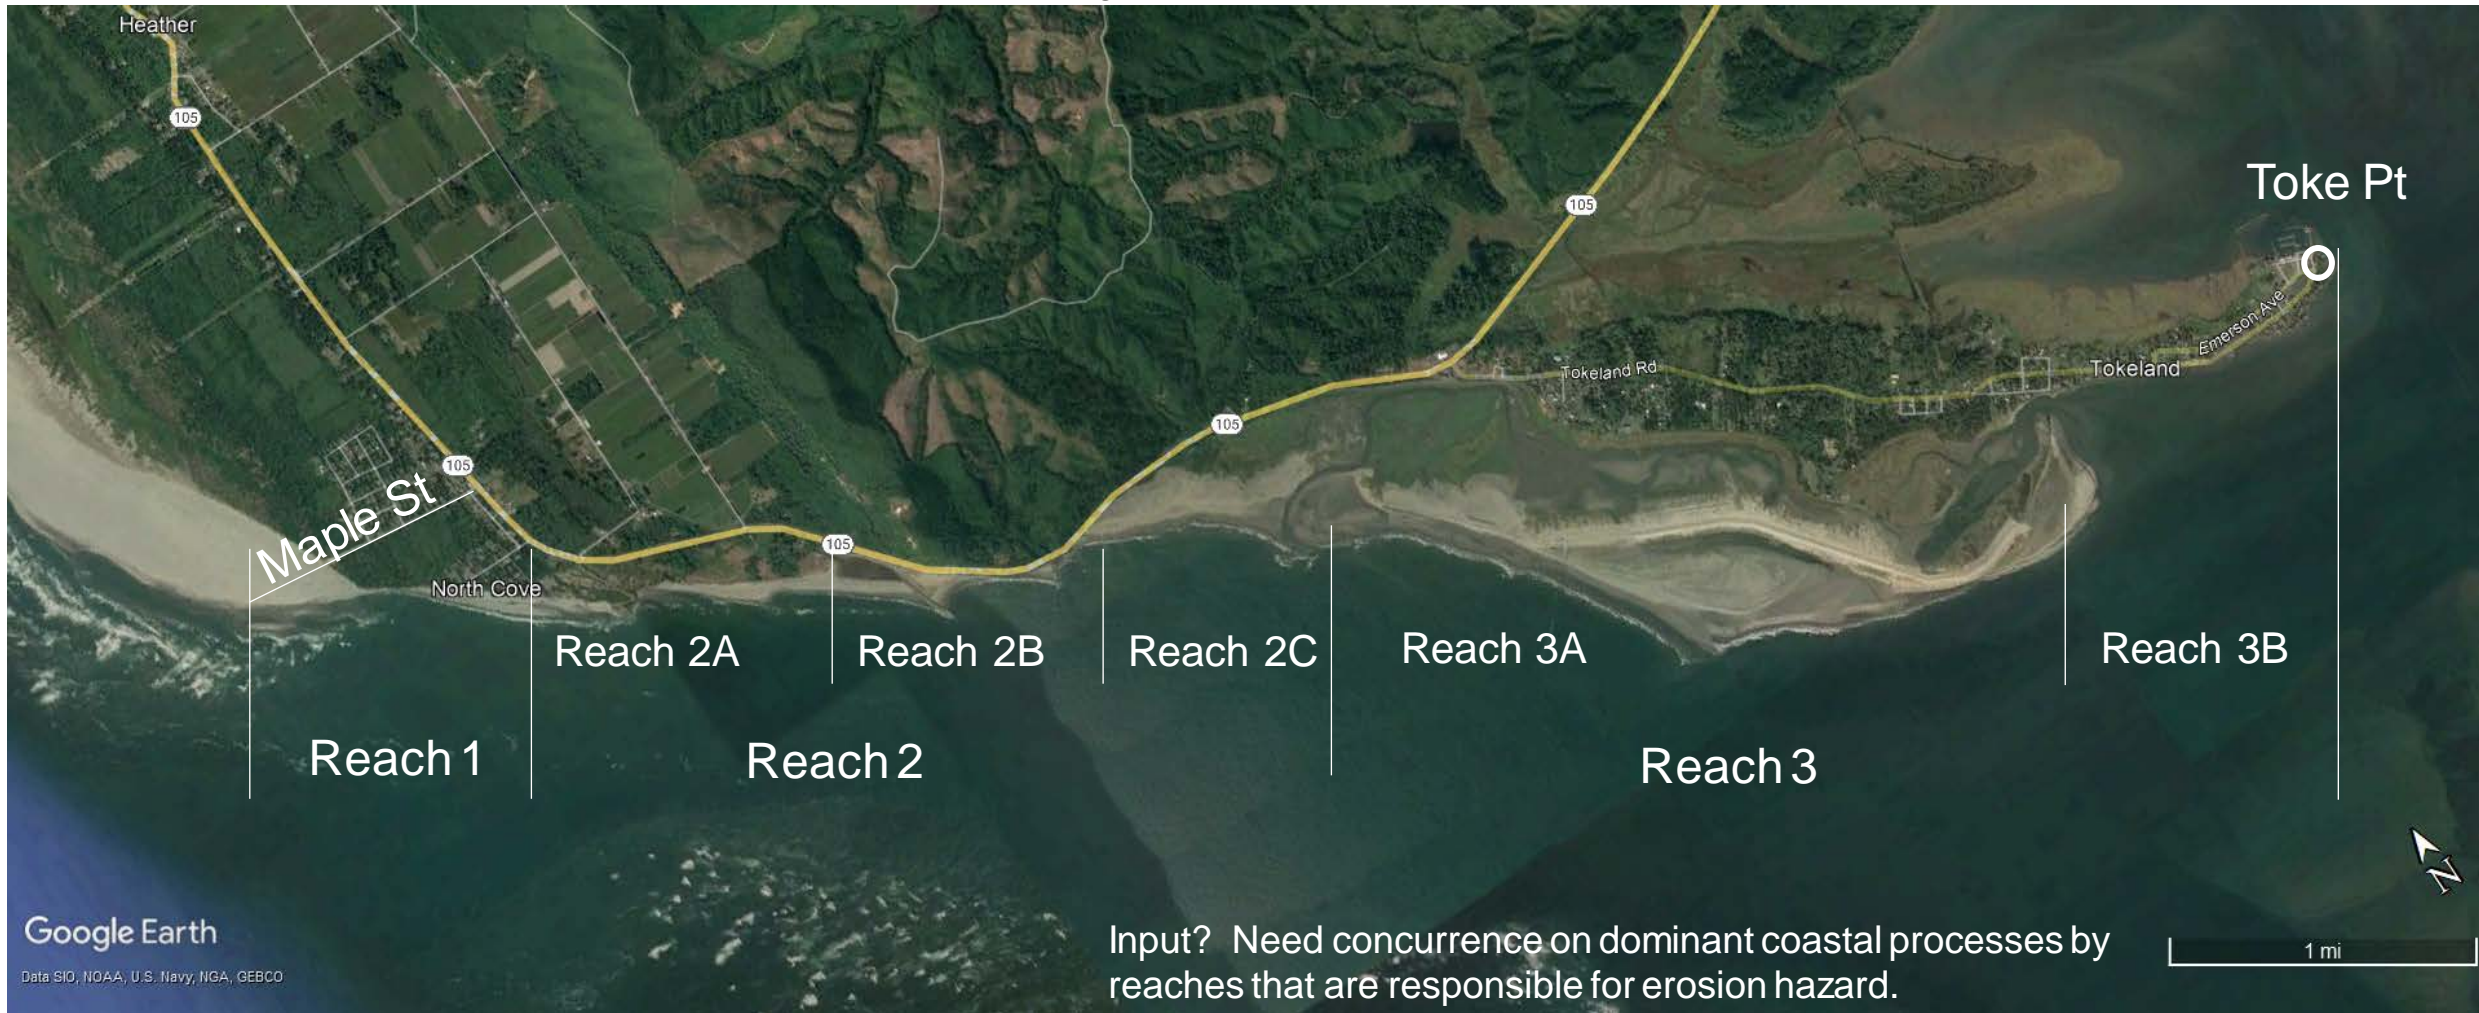 Heather
105
105
Toke Pt
Emerson Ave
Tokeland Rd
Tokeland
105
105
Maple St
105
North Cove
Reach 2A
Reach 2B
Reach 2C
Reach 3A
Reach 3B
Reach 1
Reach 2
Reach 3
N
Google Earth
Data SIO, NOAA, U.S. Navy, NGA, GEBCO
Input? Need concurrence on dominant coastal processes by
reaches that are responsible for erosion hazard.
1 mi